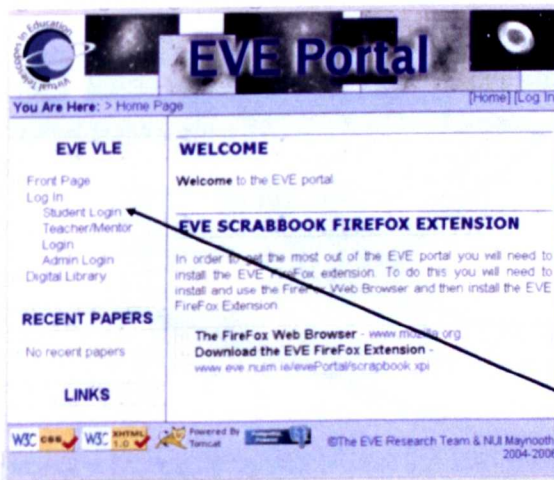 Virtual Telescopes In Education
EVE Portal
You Are Here: > Home Page
[Home] [Log In
EVE VLE
Front Page
Log In
Student Login
Teacher/Mentor
Login
Admin Login
Digital Library
RECENT PAPERS
No recent papers
LINKS
WELCOME
Welcome to the EVE portal
EVE SCRABBOOK FIREFOX EXTENSION
In order to get the most out of the EVE portal you will need to
install the EVE FireFox extension. To do this you will need to
install and use the FireFox Web Browser and then install the EVE
FireFox Extension
The FireFox Web Browser - www.mozilla.org
Download the EVE FireFox Extension -
www.eve.nuim.ie/evePortal/scrapbook.xpi
W3C css
W3C XHTML 1.0
Powered By
Tomcat
©The EVE Research Team & NUI Maynooth
2004-2006